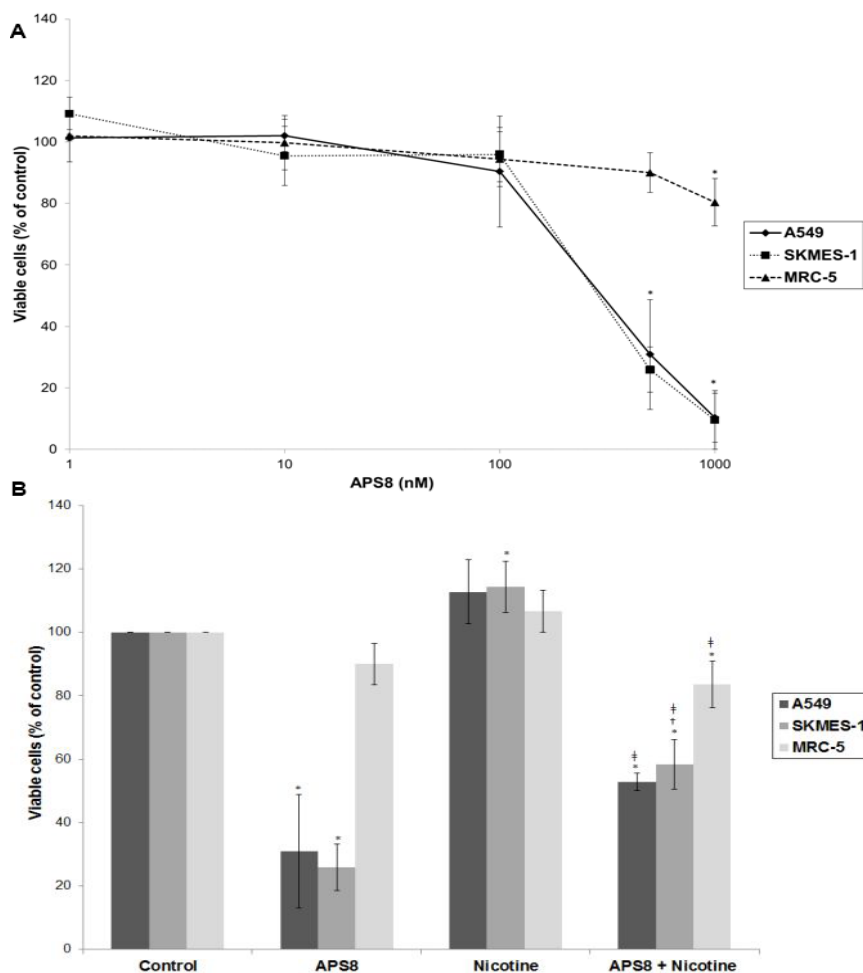 A
140
120
100
80
60
40
20
0
Viable cells (% of control)
1
10
100
1000
APS8 (nM)
*
*
*
A549
SKMES-1
MRC-5
B
140
120
100
80
60
40
20
0
Viable cells (% of control)
*
*
*
ǂ
*
ǂ
†
*
ǂ
*
Control
APS8
Nicotine
APS8 + Nicotine
A549
SKMES-1
MRC-5